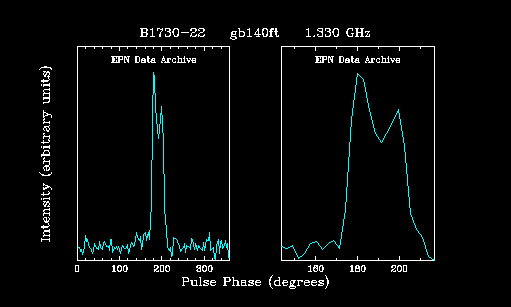 B1730-22 gb140ft 1.330 GHz
EPN Data Archive EPN Data Archive
Intensity (arbitrary units)
0 100 200 300 160 180 200
Pulse Phase (degrees)